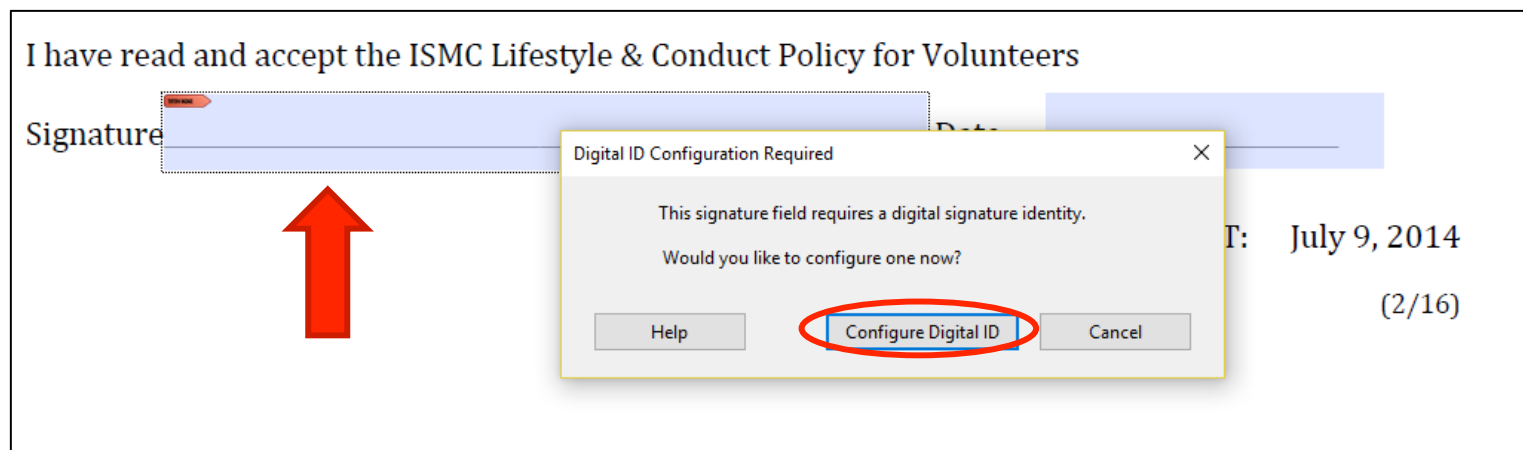 I have read and accept the ISMC Lifestyle & Conduct Policy for Volunteers
Signature
Digital ID Configuration Required
This signature field requires a digital signature identity.
Would you like to configure one now?
Help Configure Digital ID Cancel
T: July 9, 2014
(2/16)